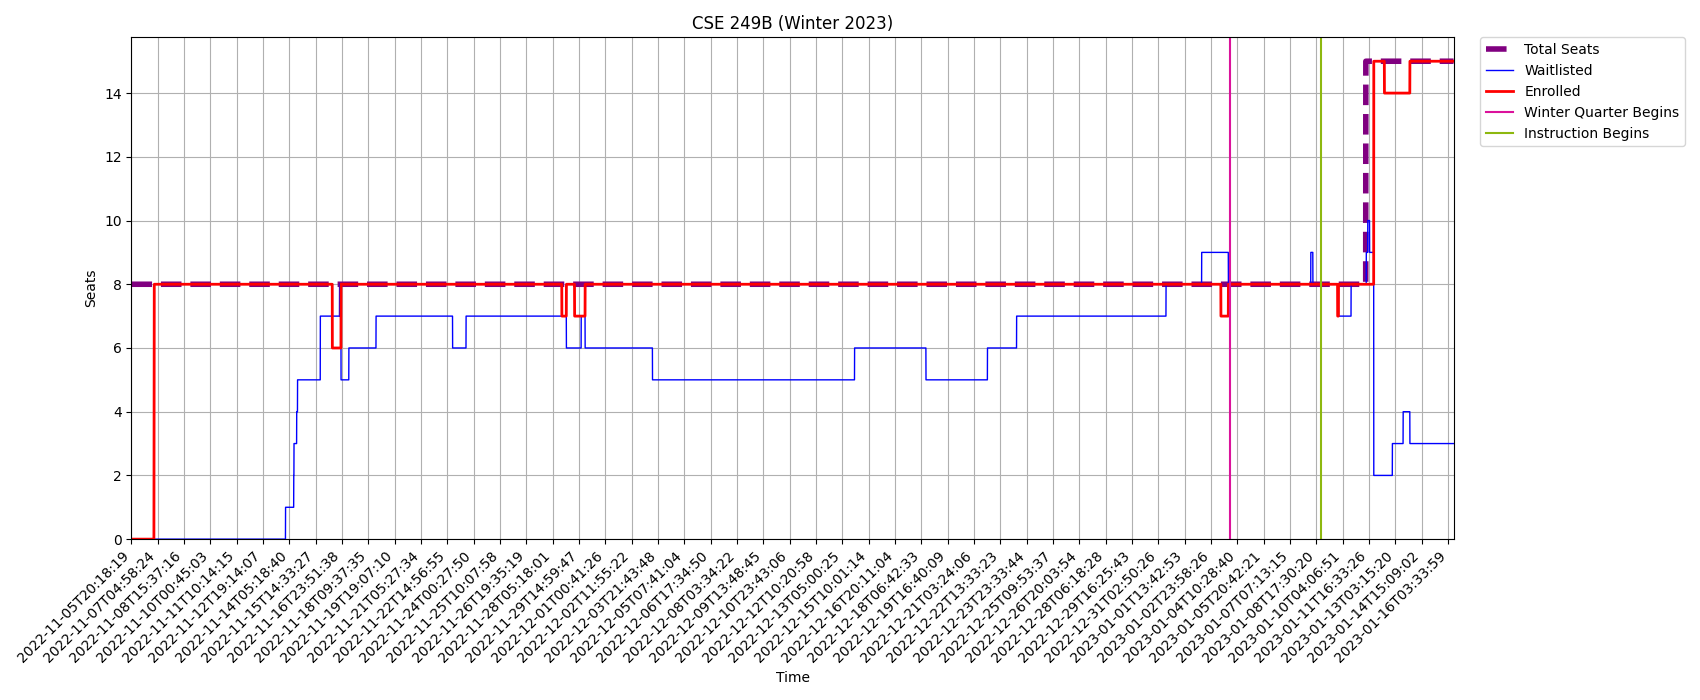 CSE 249B (Winter 2023)
Total Seats
Waitlisted
Enrolled
Winter Quarter Begins
Instruction Begins
Seats
14
12
10
8
6
4
2
0
2022-11-05T20:18:19
2022-11-07T04:58:24
2022-11-08T15:37:16
2022-11-10T00:45:03
2022-11-11T10:14:15
2022-11-12T19:14:07
2022-11-14T05:18:40
2022-11-15T14:33:27
2022-11-16T23:51:38
2022-11-18T09:37:35
2022-11-19T19:07:10
2022-11-21T05:27:34
2022-11-22T14:56:55
2022-11-24T00:27:50
2022-11-25T10:07:58
2022-11-26T19:35:19
2022-11-28T05:18:01
2022-11-29T14:59:47
2022-12-01T00:41:26
2022-12-02T11:55:22
2022-12-03T21:43:48
2022-12-05T07:41:04
2022-12-06T17:34:50
2022-12-08T03:34:22
2022-12-09T13:48:45
2022-12-10T23:43:06
2022-12-12T10:20:58
2022-12-13T05:00:25
2022-12-15T10:01:14
2022-12-16T20:11:04
2022-12-18T06:42:33
2022-12-19T16:40:09
2022-12-21T03:24:06
2022-12-22T13:33:23
2022-12-23T23:33:44
2022-12-25T09:53:37
2022-12-26T20:03:54
2022-12-28T06:18:28
2022-12-29T16:25:43
2022-12-31T02:50:26
2023-01-01T13:42:53
2023-01-02T23:58:26
2023-01-04T10:28:40
2023-01-05T20:42:21
2023-01-07T07:13:15
2023-01-08T17:30:20
2023-01-10T04:06:51
2023-01-11T16:33:26
2023-01-13T03:15:20
2023-01-14T15:09:02
2023-01-16T03:33:59
Time